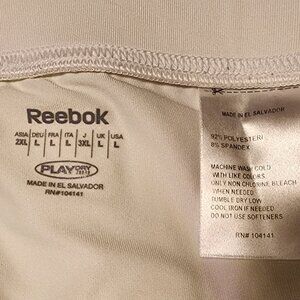 Reebok
ASIA DEU FRA ITA J UK USA
2XL L L L 3XL L L
PLAYDRY
MADE IN EL SALVADOR
RN#104141
MADE IN EL SALVADOR
92% POLYESTER/
8% SPANDEX
MACHINE WASH COLD
WITH LIKE COLORS
ONLY NON CHLORINE BLEACH
WHEN NEEDED
TUMBLE DRY LOW
COOL IRON IF NEEDED
DO NOT USE SOFTENERS
RN# 104141